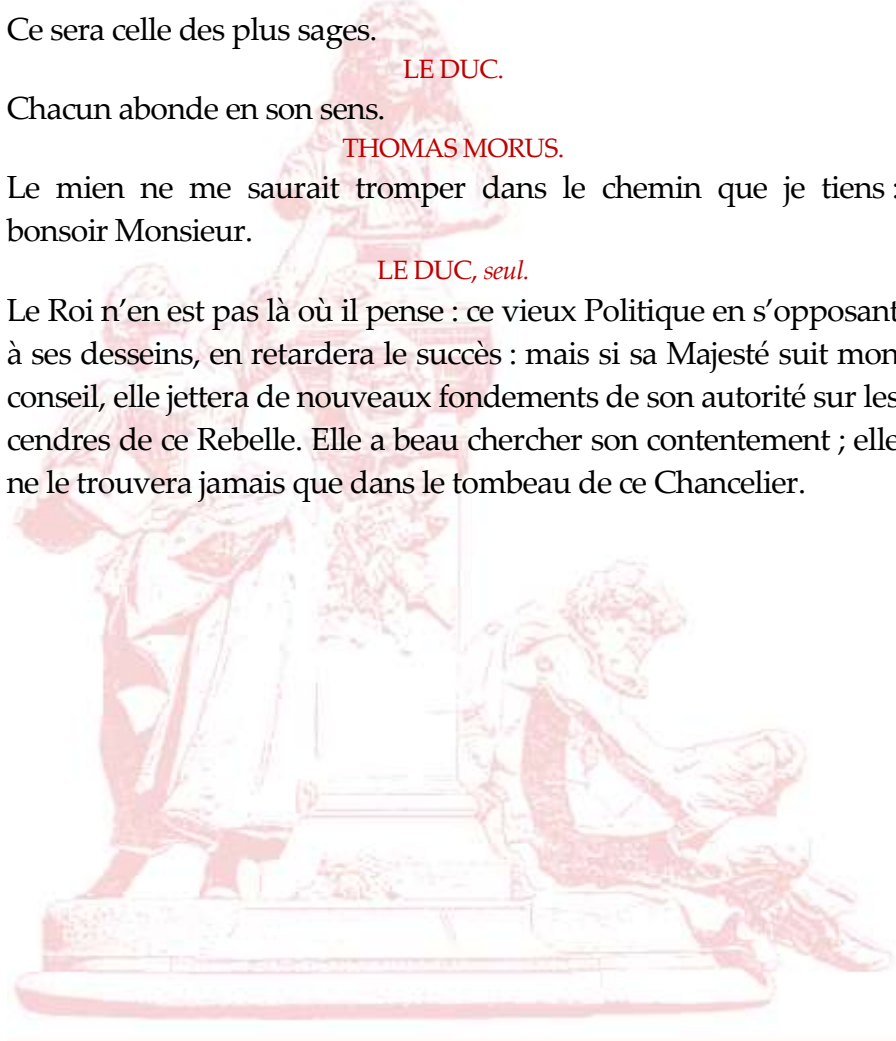 Ce sera celle des plus sages.
LE DUC.
Chacun abonde en son sens.
THOMAS MORUS.
Le mien ne me saurait tromper dans le chemin que je tiens :
bonsoir Monsieur.
LE DUC, seul.
Le Roi n’en est pas là où il pense : ce vieux Politique en s’opposant
à ses desseins, en retardera le succès : mais si sa Majesté suit mon
conseil, elle jettera de nouveaux fondements de son autorité sur les
cendres de ce Rebelle. Elle a beau chercher son contentement ; elle
ne le trouvera jamais que dans le tombeau de ce Chancelier.